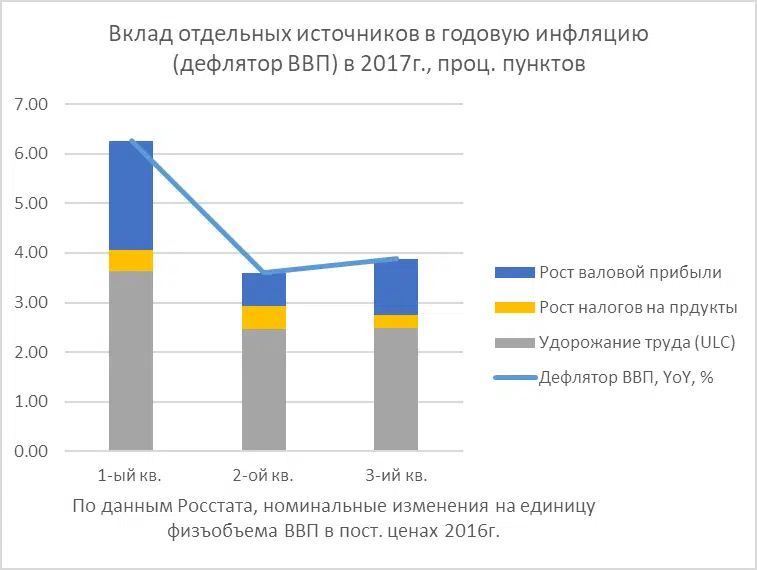 Вклад отдельных источников в годовую инфляцию
(дефлятор ВВП) в 2017г., проц. пунктов
7.00
6.00
5.00
4.00
3.00
2.00
1.00
0.00
1-ый кв.
2-ой кв.
3-ий кв.
Рост валовой прибыли
Рост налогов на прдукты
Удорожание труда (ULC)
Дефлятор ВВП, YoY, %
По данным Росстата, номинальные изменения на единицу
физъобъема ВВП в пост. ценах 2016г.